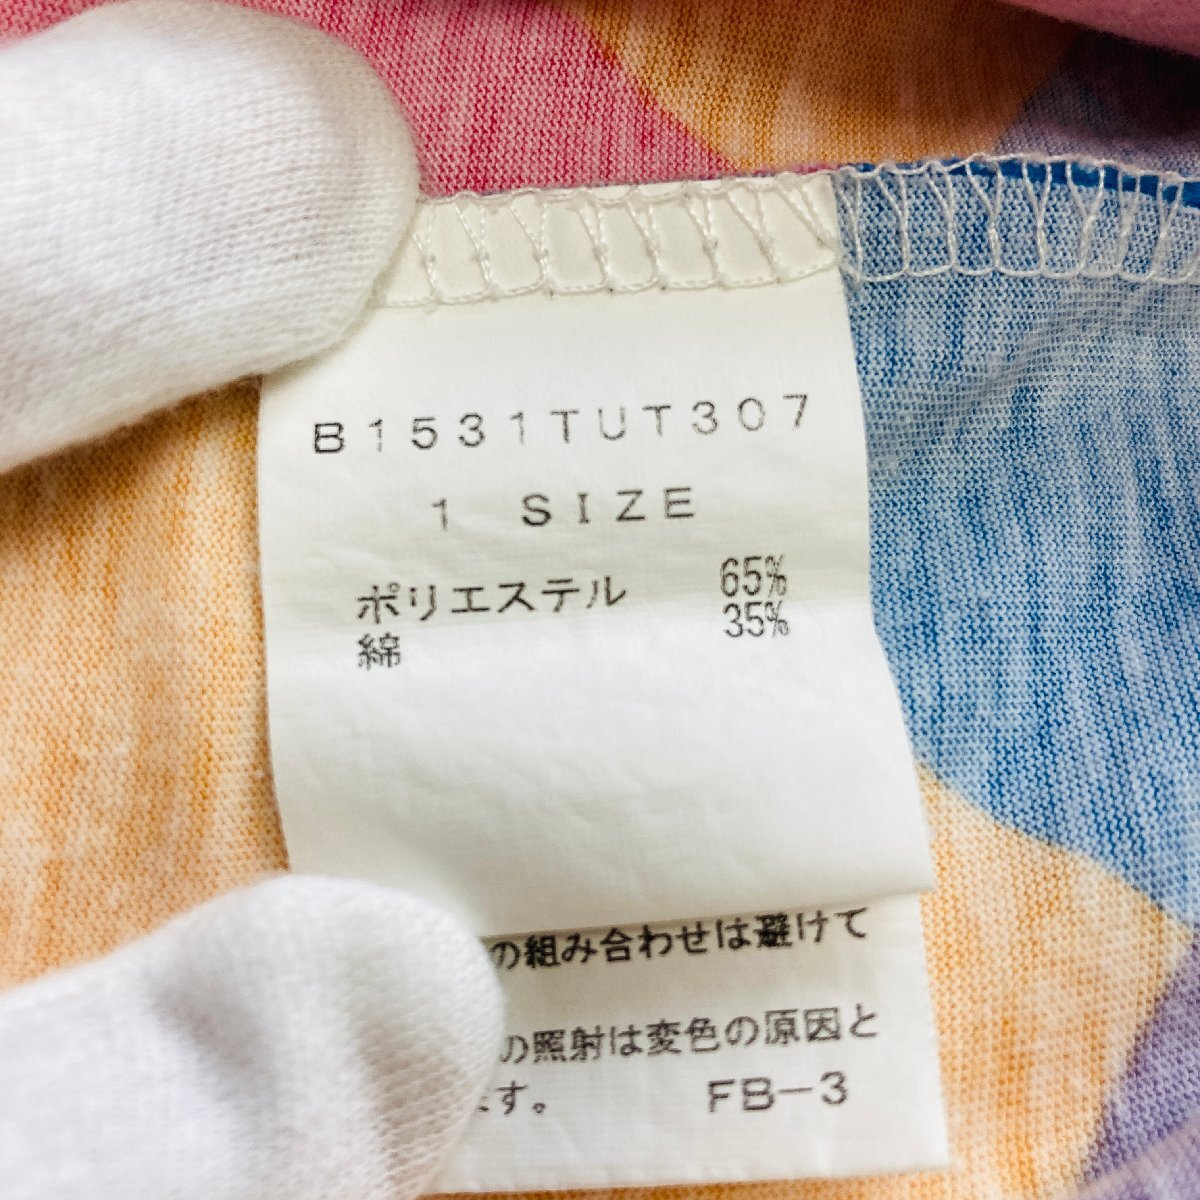 B1531TUT307
1 SIZE
ポリエステル 65%
綿 35%
の組み合わせは避けて
の照射は変色の原因と
ます。 FB-3